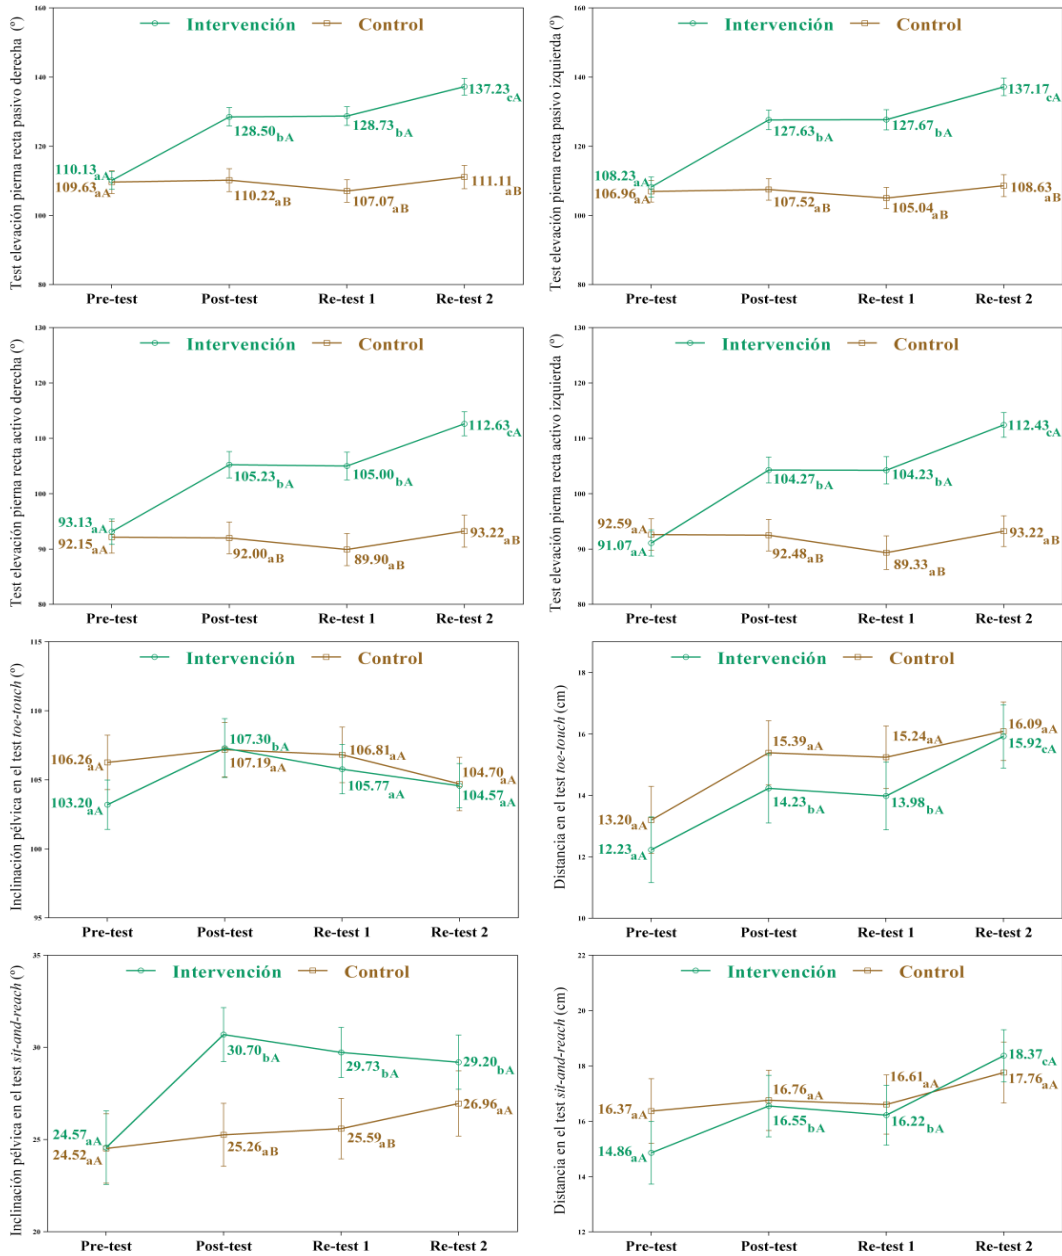 Test elevación pierna recta pasivo derecha (º)
160
140
120
100
80
Intervención Control
110.13aA
109.63aA
128.50bA
110.22aB
128.73bA
107.07aB
137.23cA
111.11aB
Pre-test Post-test Re-test 1 Re-test 2
Test elevación pierna recta pasivo izquierda (º)
160
140
120
100
80
Intervención Control
108.23aA
106.96aA
127.63bA
107.52aB
127.67bA
105.04aB
137.17cA
108.63aB
Pre-test Post-test Re-test 1 Re-test 2
Test elevación pierna recta activo derecha (º)
130
120
110
100
90
80
Intervención Control
93.13aA
92.15aA
105.23bA
92.00aB
105.00bA
89.90aB
112.63cA
93.22aB
Pre-test Post-test Re-test 1 Re-test 2
Test elevación pierna recta activo izquierda (º)
130
120
110
100
90
80
Intervención Control
92.59aA
91.07aA
104.27bA
92.48aB
104.23bA
89.33aB
112.43cA
93.22aB
Pre-test Post-test Re-test 1 Re-test 2
Inclinación pélvica en el test toe-touch (º)
115
110
105
100
95
Intervención Control
106.26aA
103.20aA
107.30bA
107.19aA
106.81aA
105.77aA
104.70aA
104.57aA
Pre-test Post-test Re-test 1 Re-test 2
Distancia en el test toe-touch (cm)
18
16
14
12
10
Intervención Control
13.20aA
12.23aA
15.39aA
14.23bA
15.24aA
13.98bA
16.09aA
15.92cA
Pre-test Post-test Re-test 1 Re-test 2
Inclinación pélvica en el test sit-and-reach (º)
35
30
25
20
Intervención Control
24.57aA
24.52aA
30.70bA
25.26aB
29.73bA
25.59aB
29.20bA
26.96aA
Pre-test Post-test Re-test 1 Re-test 2
Distancia en el test sit-and-reach (cm)
22
20
18
16
14
12
Intervención Control
16.37aA
14.86aA
16.76aA
16.55bA
16.61aA
16.22bA
18.37cA
17.76aA
Pre-test Post-test Re-test 1 Re-test 2